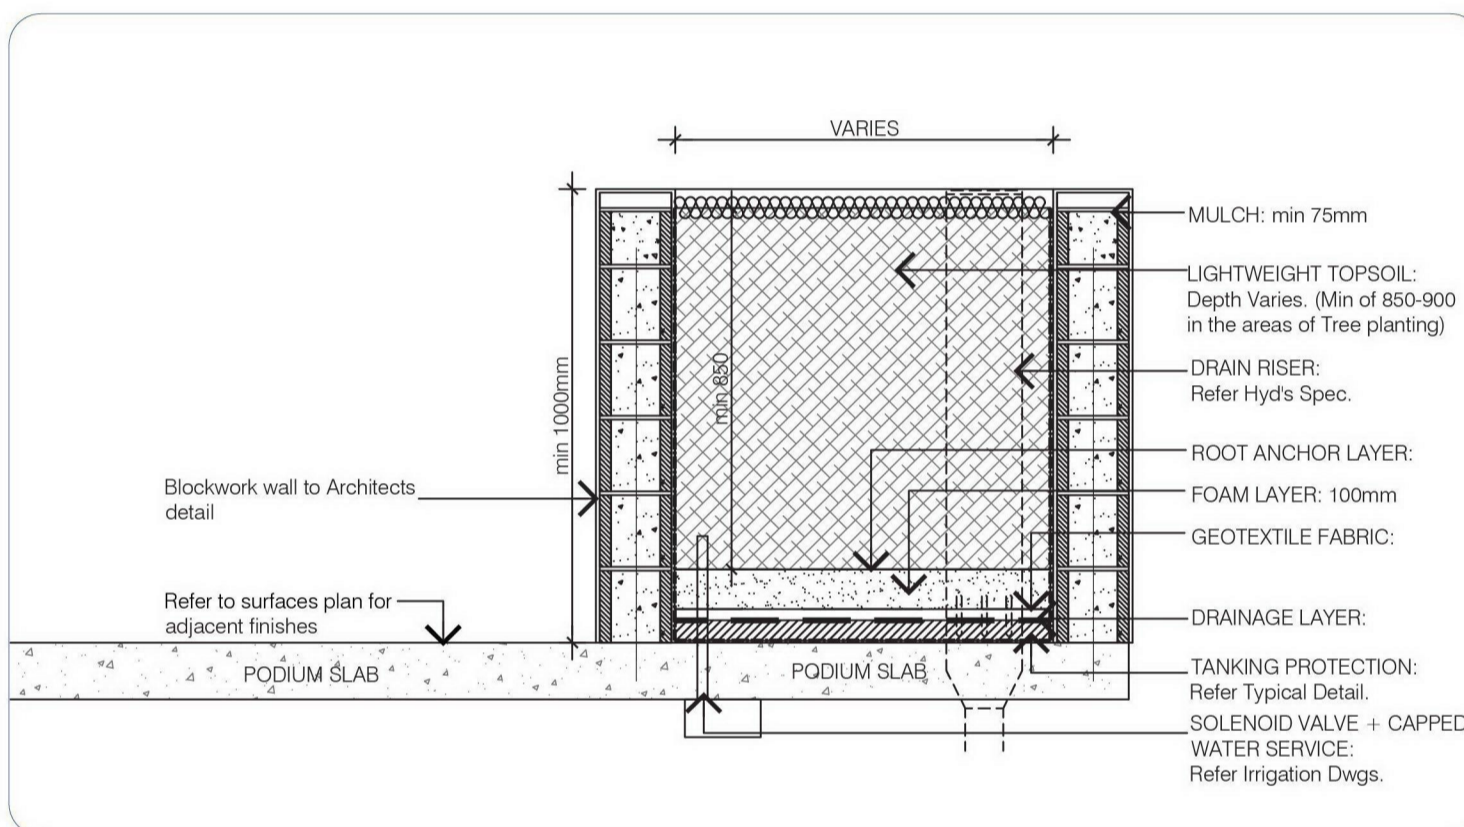 VARIES
MULCH: min 75mm
LIGHTWEIGHT TOPSOIL:
Depth Varies. (Min of 850-900
in the areas of Tree planting)
min 850
min 1000mm
DRAIN RISER:
Refer Hyd's Spec.
ROOT ANCHOR LAYER:
Blockwork wall to Architects
detail
FOAM LAYER: 100mm
GEOTEXTILE FABRIC:
Refer to surfaces plan for
adjacent finishes
DRAINAGE LAYER:
PODIUM SLAB
PODIUM SLAB
TANKING PROTECTION:
Refer Typical Detail.
SOLENOID VALVE + CAPPED
WATER SERVICE:
Refer Irrigation Dwgs.